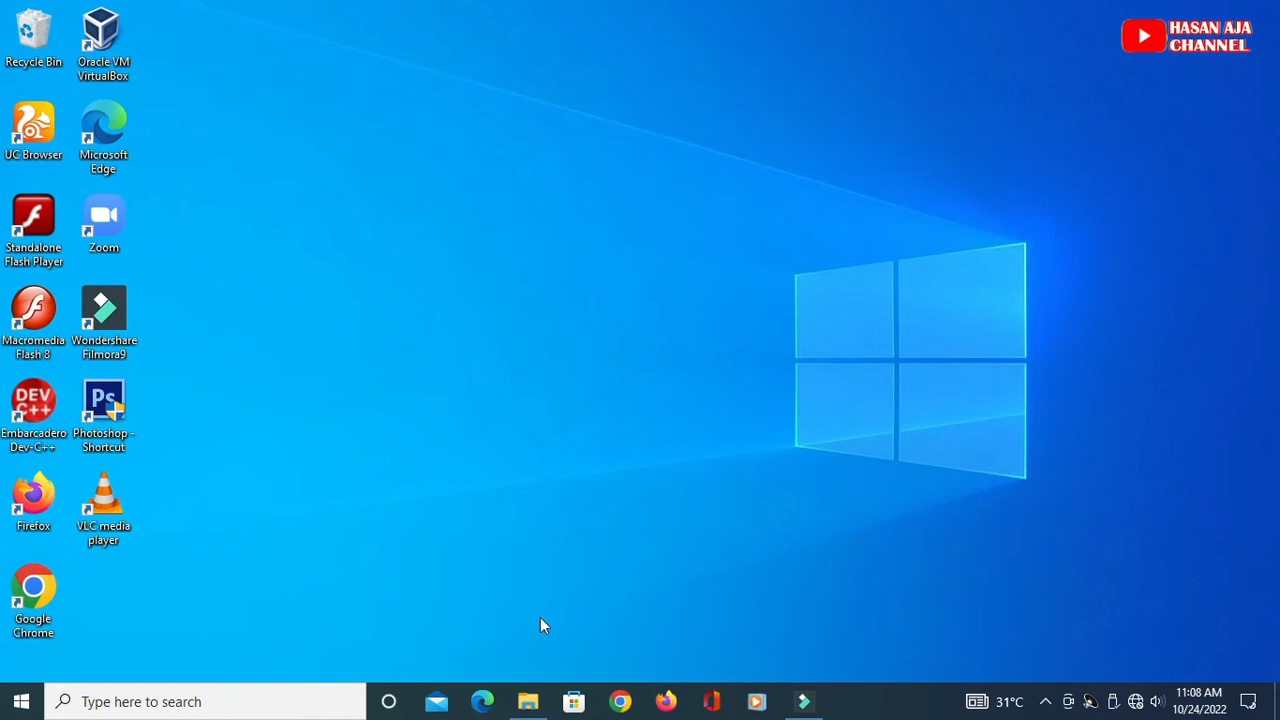 HASAN AJA
CHANNEL
Recycle Bin
Oracle VM
VirtualBox
UC Browser
Microsoft
Edge
Standalone
Flash Player
Zoom
Macromedia
Flash 8
Wondershare
Filmora9
DEV
C++
Embarcadero
Dev-C++
Ps
Photoshop -
Shortcut
Firefox
VLC media
player
Google
Chrome
Type here to search
31°C
11:08 AM
10/24/2022